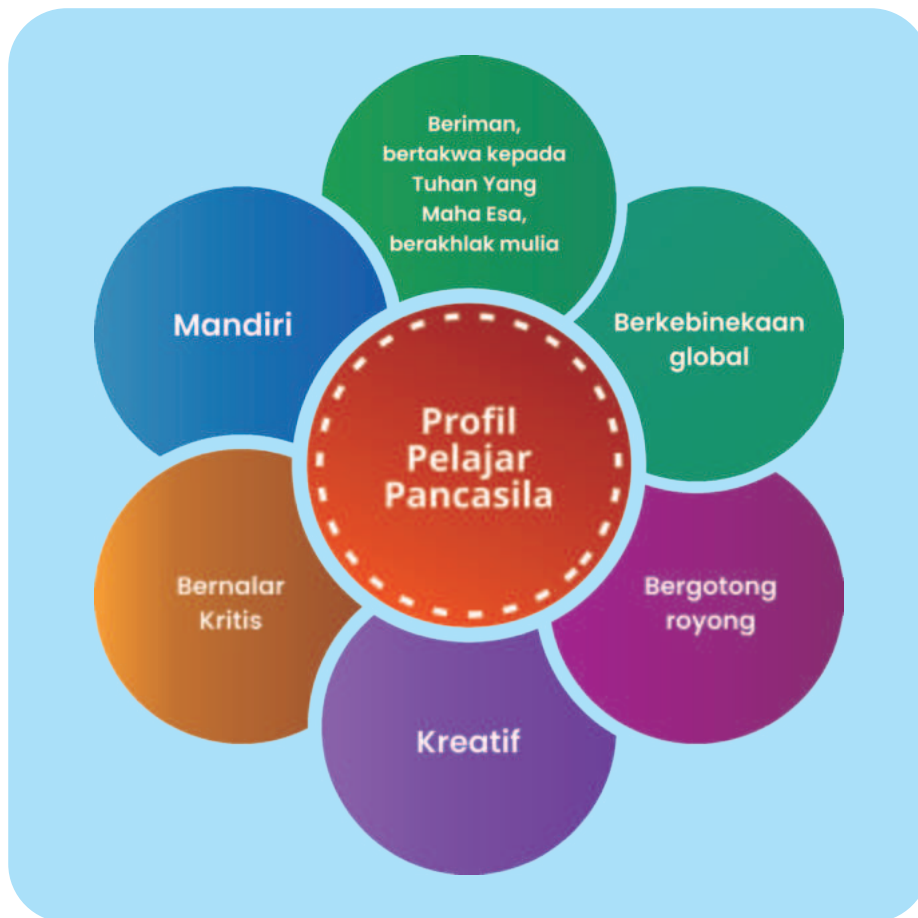 Beriman,
bertakwa kepada
Tuhan Yang
Maha Esa,
berakhlak mulia
Mandiri
Berkebinekaan
global
Profil
Pelajar
Pancasila
Bernalar
Kritis
Bergotong
royong
Kreatif